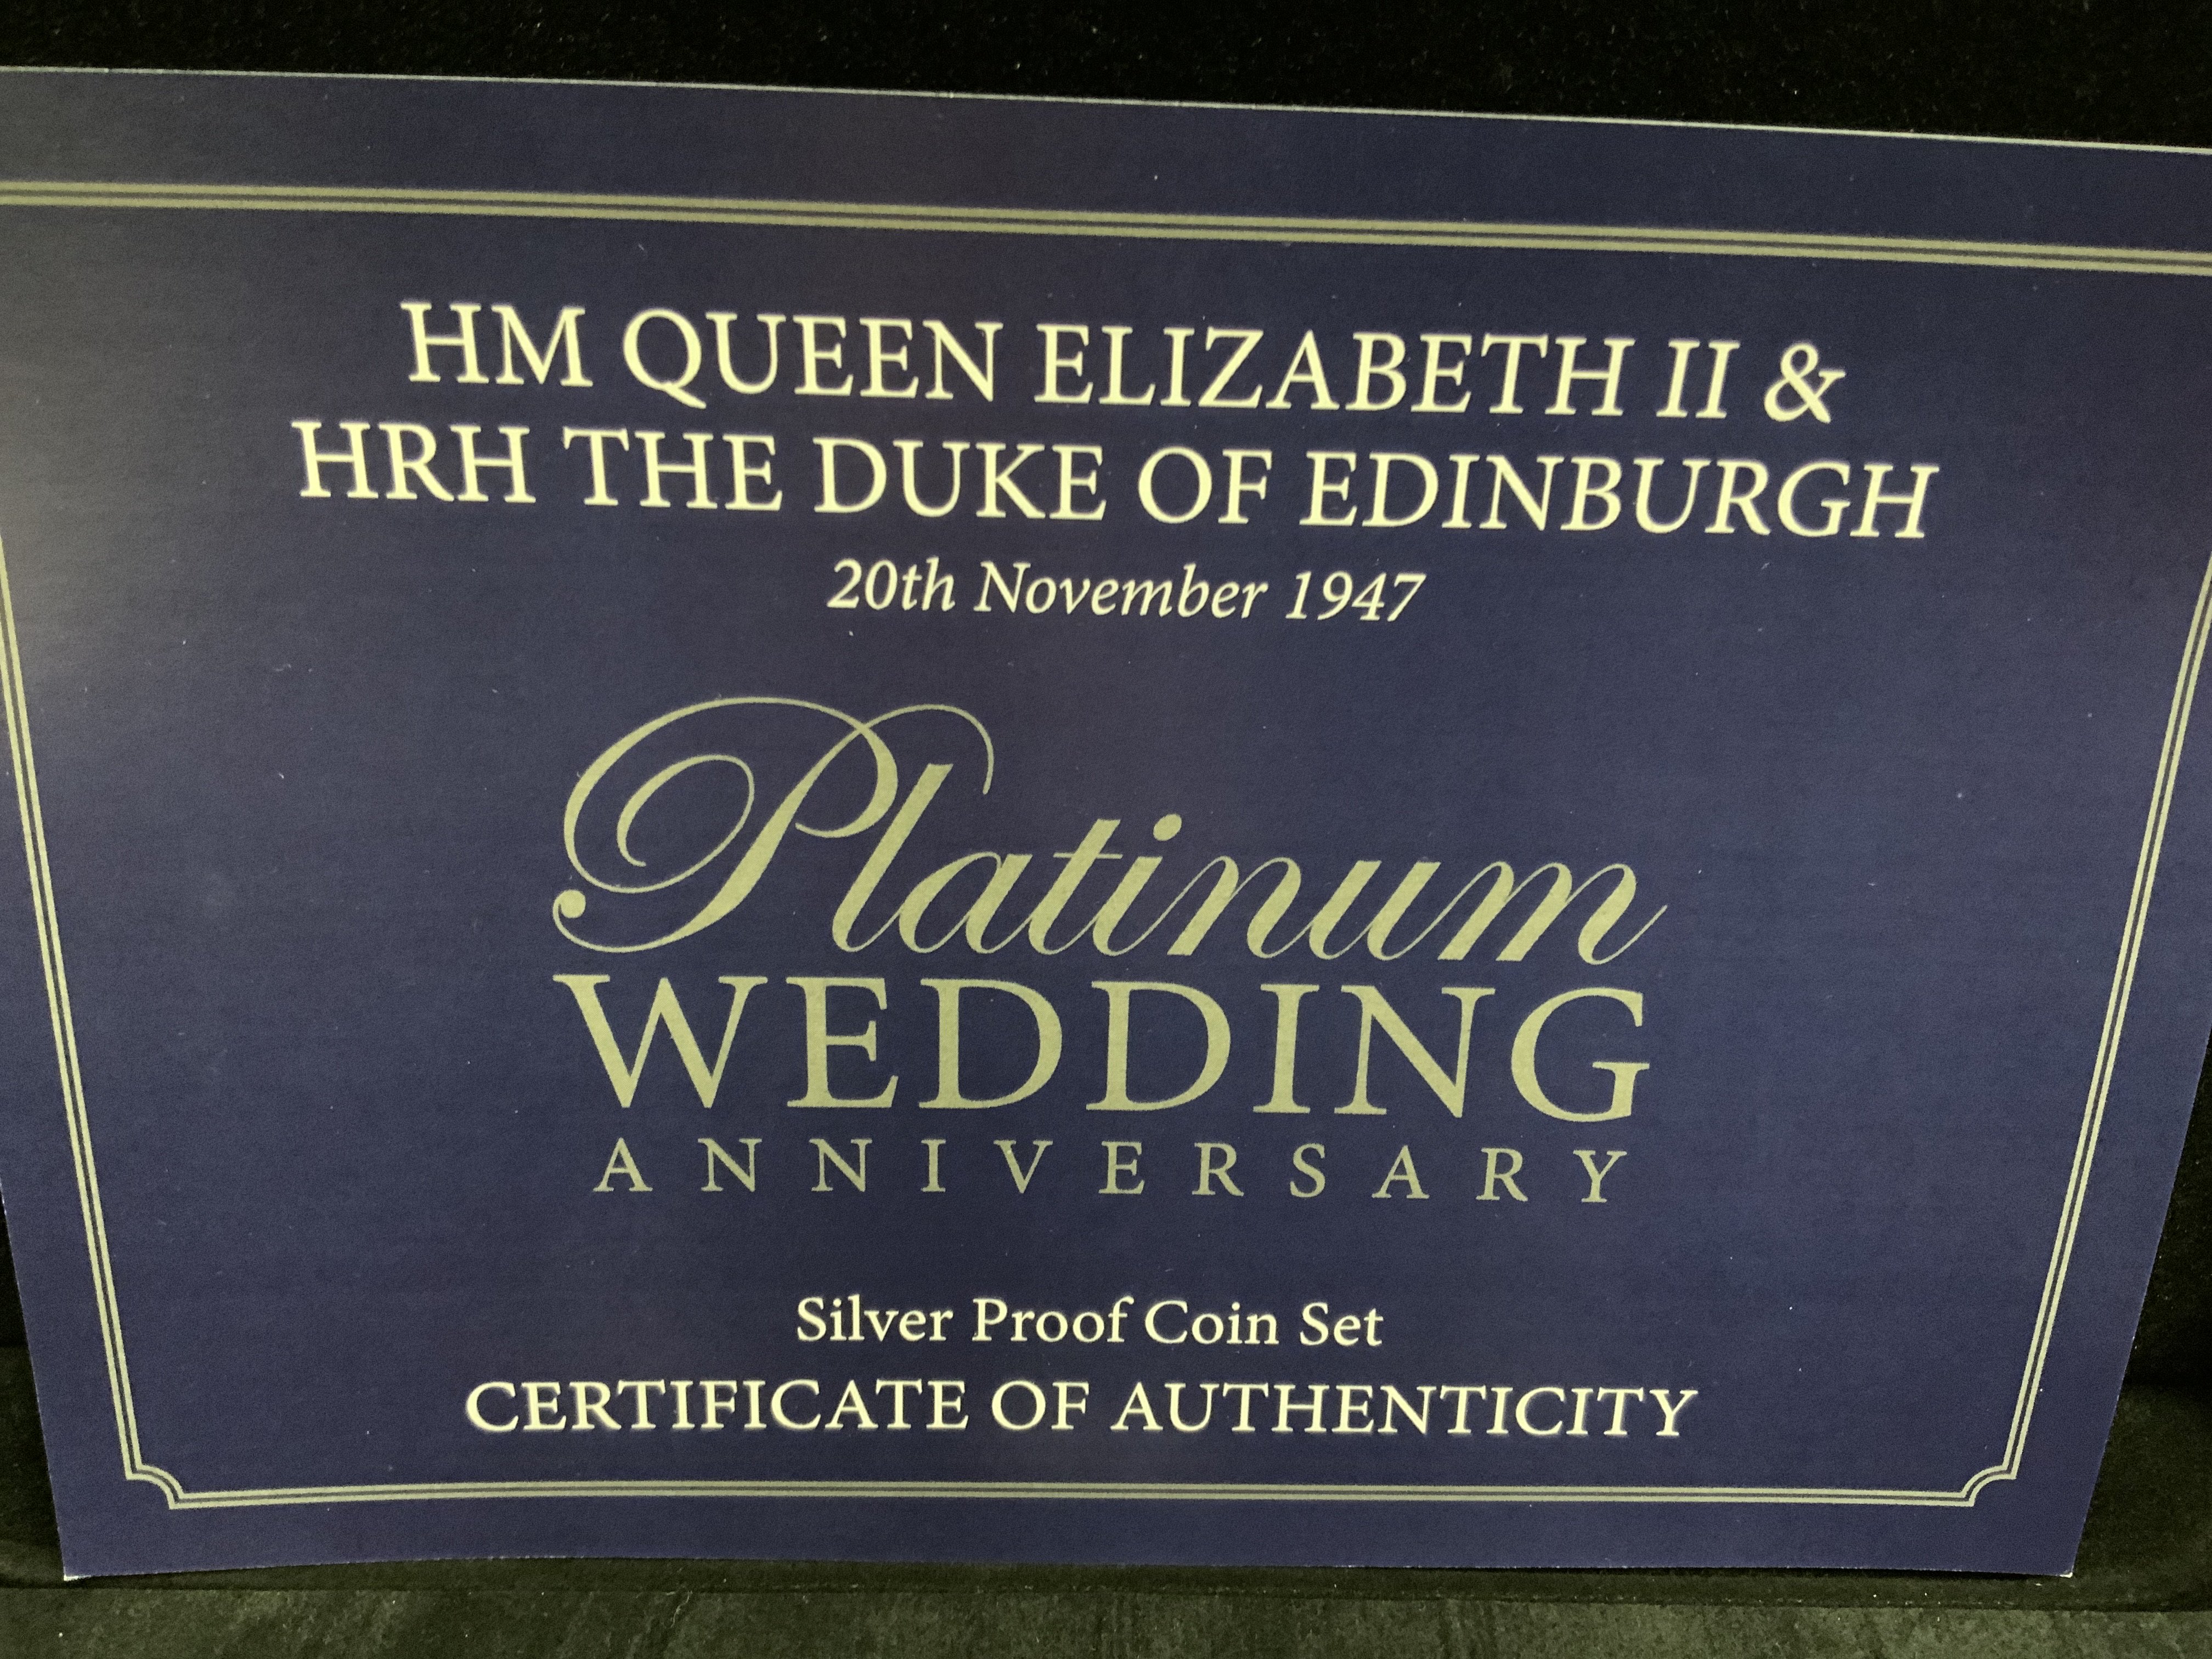 HM QUEEN ELIZABETH II &
HRH THE DUKE OF EDINBURGH
20th November 1947
Platinum
WEDDING
ANNIVERSARY
Silver Proof Coin Set
CERTIFICATE OF AUTHENTICITY